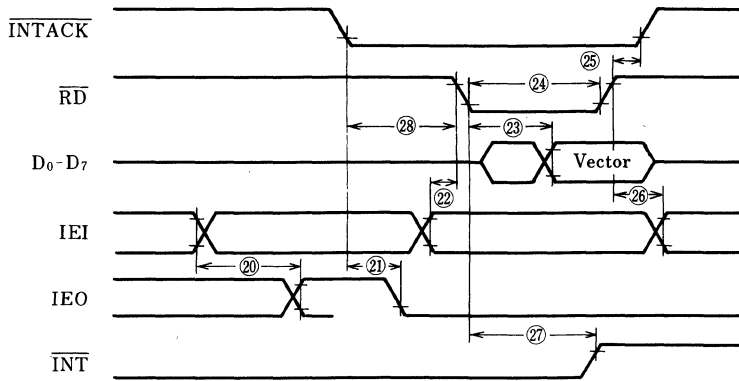 INTACK
㉕
RD
㉔
㉘
㉓
D₀-D₇
Vector
㉒
㉖
IEI
⑳
㉑
IEO
㉗
INT